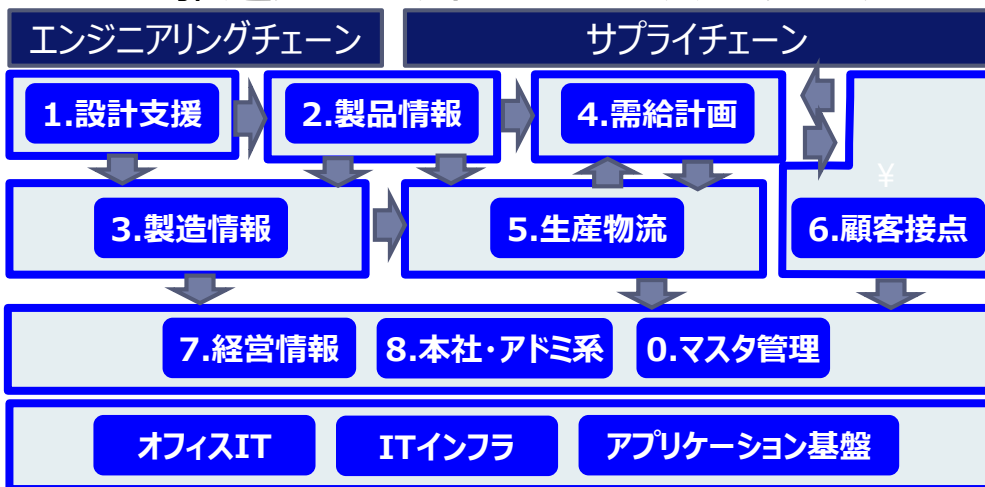 エンジニアリングチェーン
サプライチェーン
1.設計支援
2.製品情報
4.需給計画
¥
3.製造情報
5.生産物流
6.顧客接点
7.経営情報
8.本社・アドミ系
0.マスタ管理
オフィスIT
ITインフラ
アプリケーション基盤